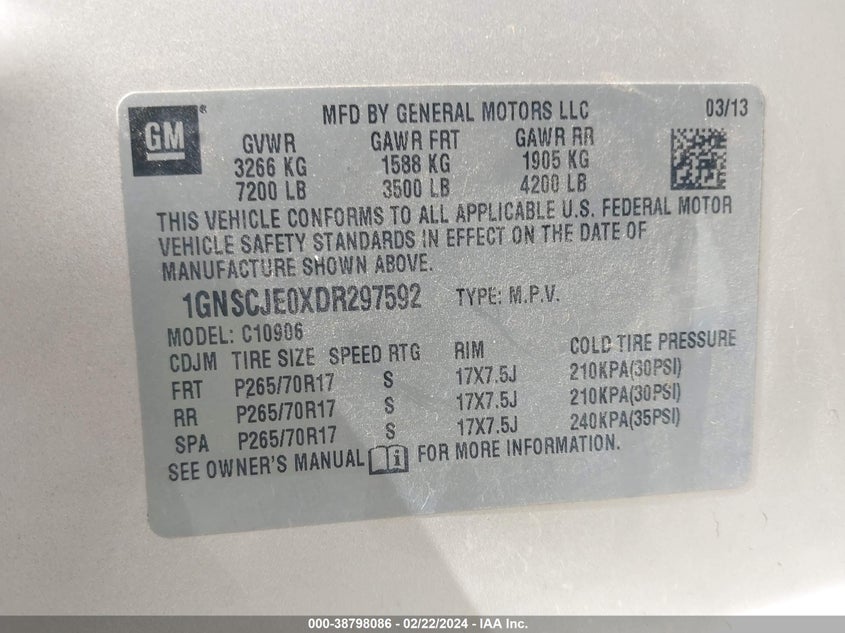 GM®
MFD BY GENERAL MOTORS LLC 03/13
GVWR GAWR FRT GAWR RR
3266 KG 1588 KG 1905 KG
7200 LB 3500 LB 4200 LB
THIS VEHICLE CONFORMS TO ALL APPLICABLE U.S. FEDERAL MOTOR
VEHICLE SAFETY STANDARDS IN EFFECT ON THE DATE OF
MANUFACTURE SHOWN ABOVE.
1GNSCJE0XDR297592 TYPE: M.P.V.
MODEL: C10906
CDJM TIRE SIZE SPEED RTG RIM COLD TIRE PRESSURE
FRT P265/70R17 S 17X7.5J 210KPA(30PSI)
RR P265/70R17 S 17X7.5J 210KPA(30PSI)
SPA P265/70R17 S 17X7.5J 240KPA(35PSI)
SEE OWNER'S MANUAL i FOR MORE INFORMATION.
000-38798086 - 02/22/2024 - IAA Inc.